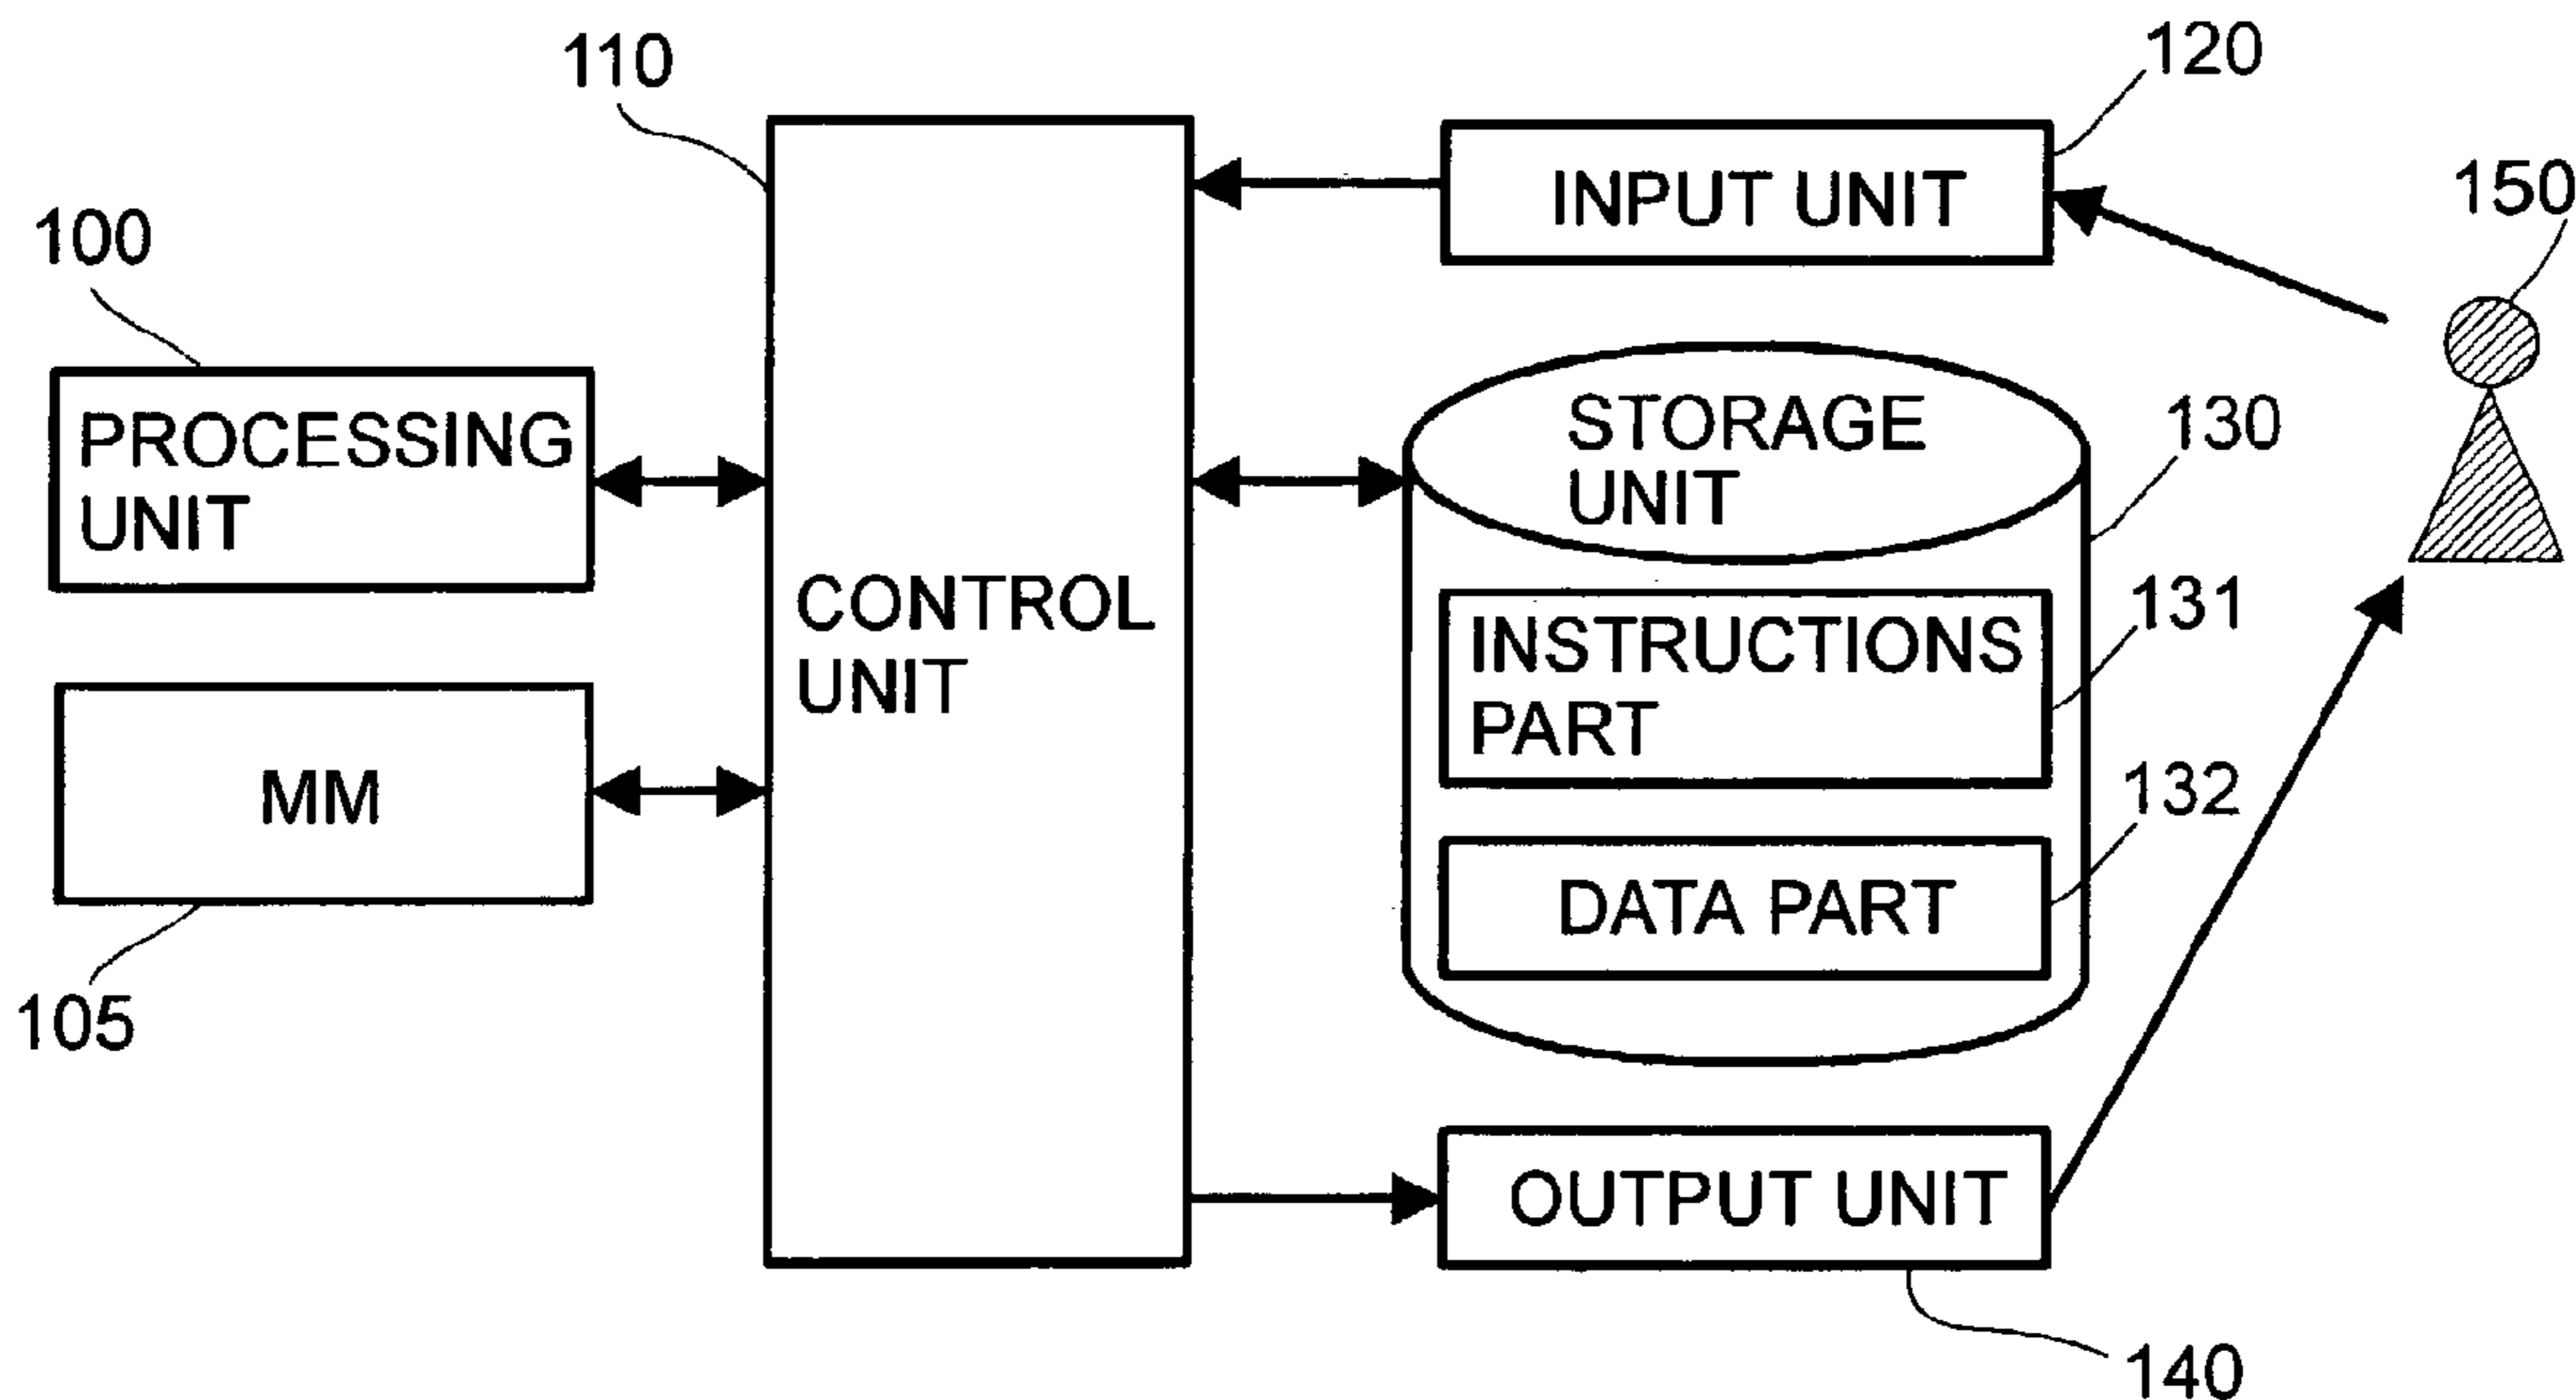 110
120
INPUT UNIT
150
100
PROCESSING
UNIT
STORAGE
UNIT
130
CONTROL
UNIT
INSTRUCTIONS
PART
131
MM
132
DATA PART
105
OUTPUT UNIT
140